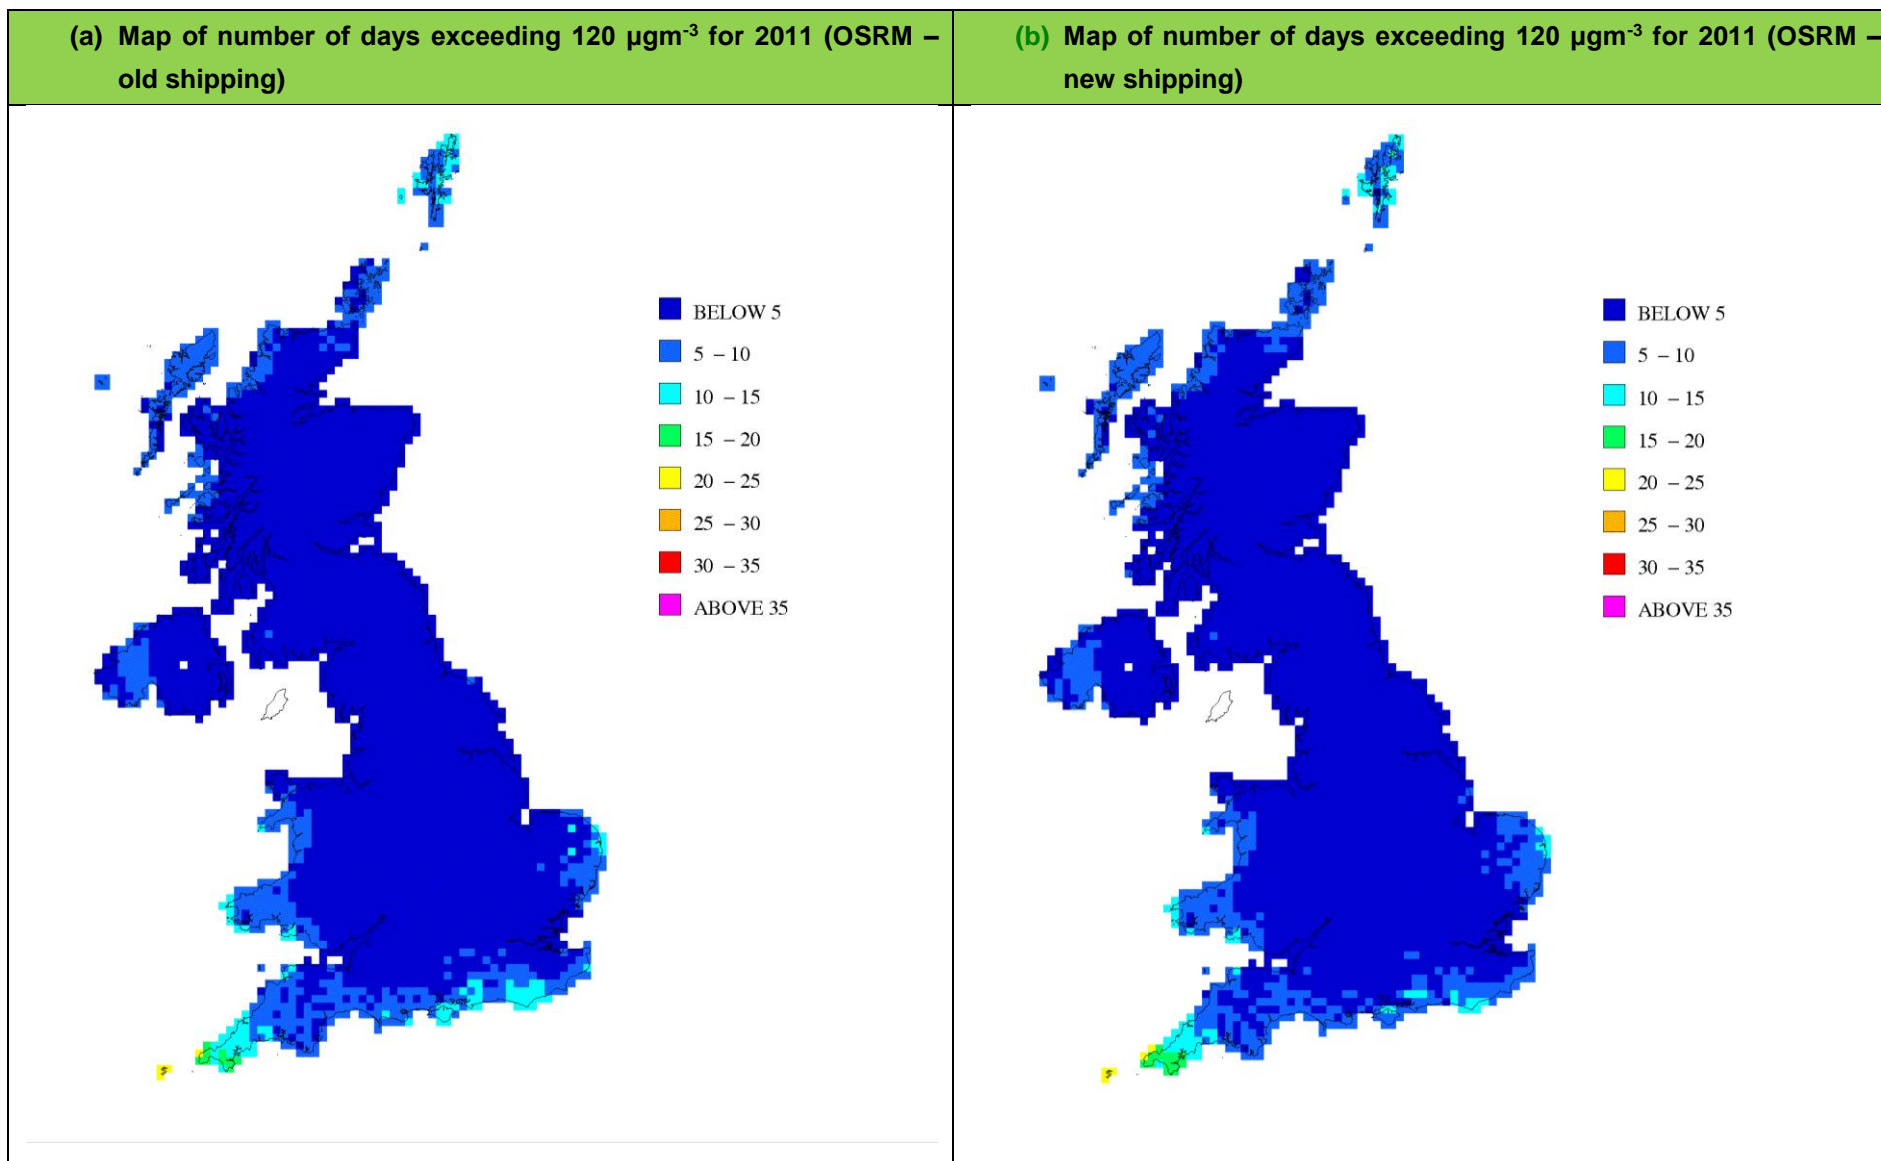 (a) Map of number of days exceeding 120 µgm-3 for 2011 (OSRM –
old shipping)
(b) Map of number of days exceeding 120 µgm-3 for 2011 (OSRM –
new shipping)
BELOW 5
5 – 10
10 – 15
15 – 20
20 – 25
25 – 30
30 – 35
ABOVE 35
BELOW 5
5 – 10
10 – 15
15 – 20
20 – 25
25 – 30
30 – 35
ABOVE 35